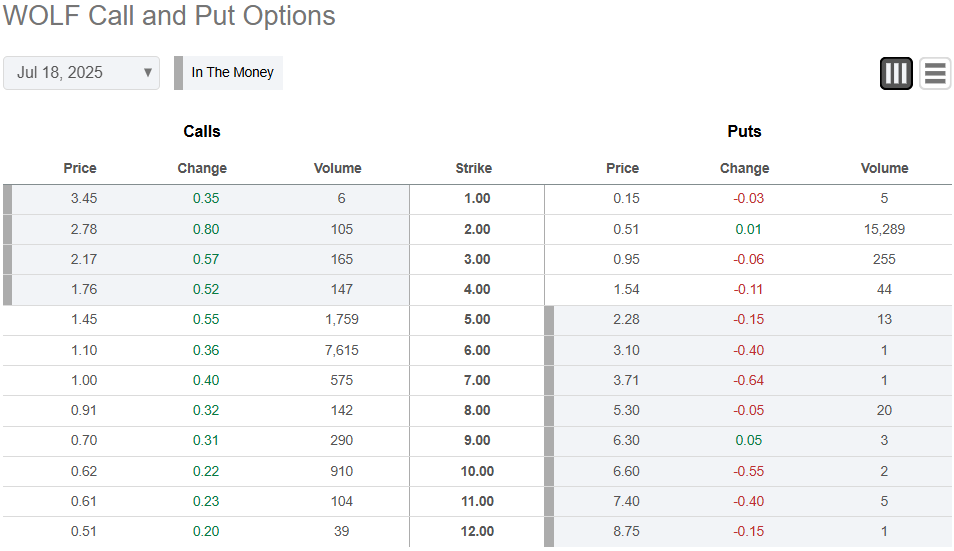 WOLF Call and Put Options
Jul 18, 2025 ▼ In The Money
Calls Puts
Price Change Volume Strike Price Change Volume
3.45 0.35 6 1.00 0.15 -0.03 5
2.78 0.80 105 2.00 0.51 0.01 15,289
2.17 0.57 165 3.00 0.95 -0.06 255
1.76 0.52 147 4.00 1.54 -0.11 44
1.45 0.55 1,759 5.00 2.28 -0.15 13
1.10 0.36 7,615 6.00 3.10 -0.40 1
1.00 0.40 575 7.00 3.71 -0.64 1
0.91 0.32 142 8.00 5.30 -0.05 20
0.70 0.31 290 9.00 6.30 0.05 3
0.62 0.22 910 10.00 6.60 -0.55 2
0.61 0.23 104 11.00 7.40 -0.40 5
0.51 0.20 39 12.00 8.75 -0.15 1